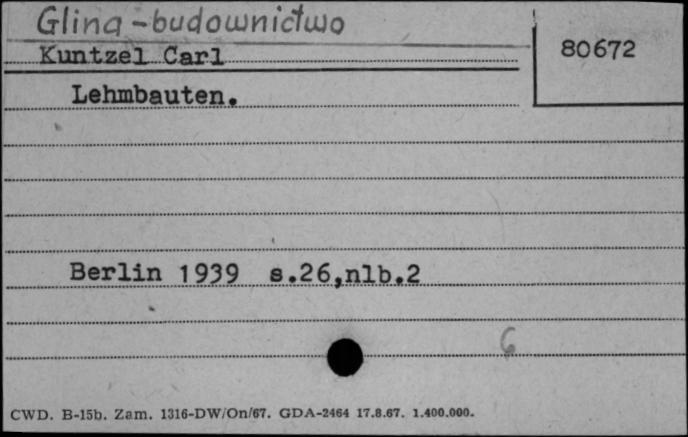 Glina - budownictwo
Kuntzel Carl
80672
Lehmbauten.
Berlin 1939 s.26,nlb.2
6
CWD. B-15b. Zam. 1316-DW/On/67. GDA-2464 17.8.67. 1.400.000.